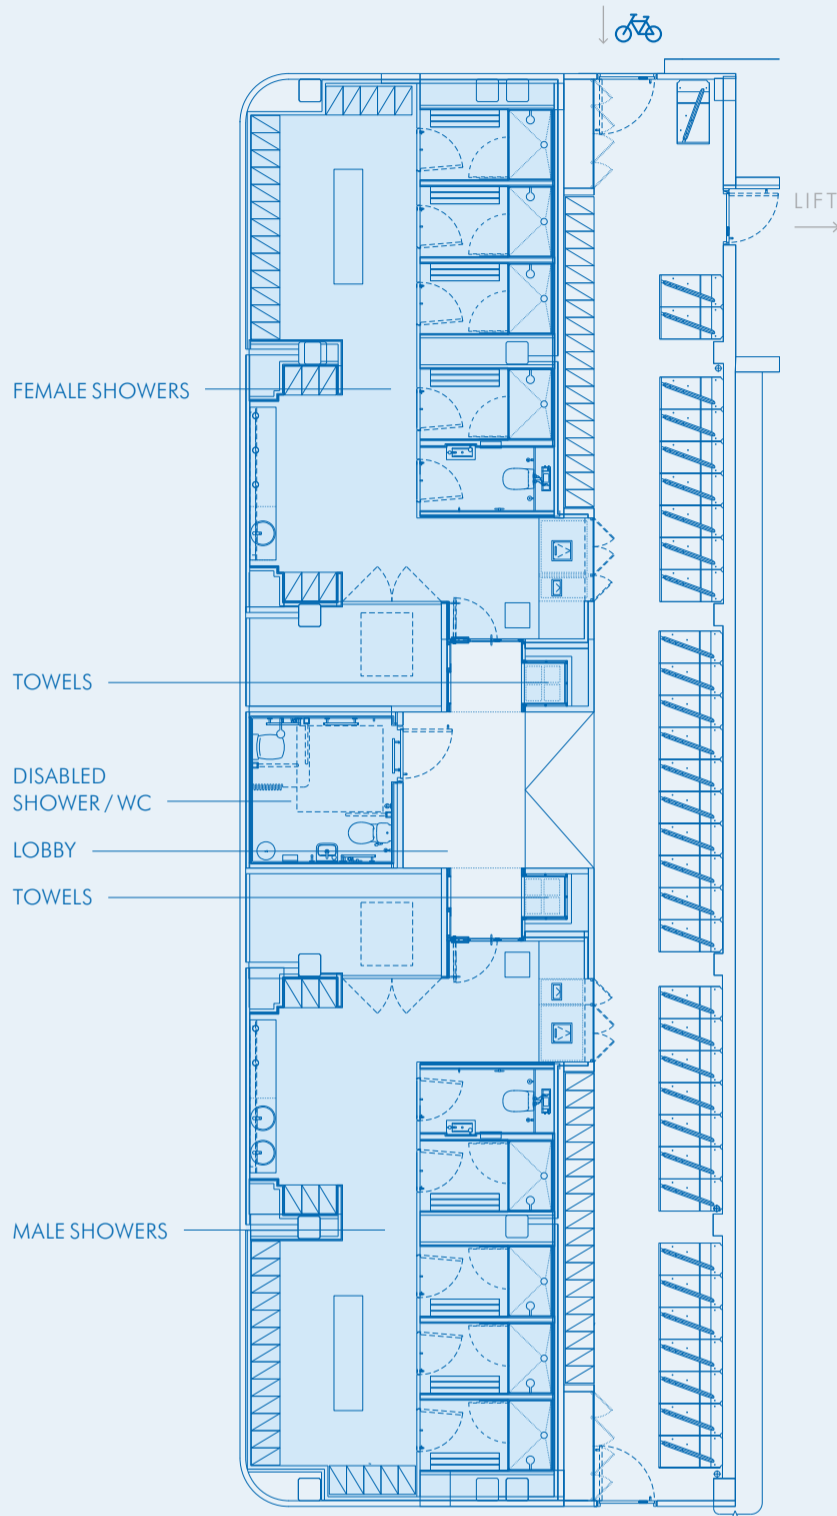 LIFT
FEMALE SHOWERS
TOWELS
DISABLED
SHOWER / WC
LOBBY
TOWELS
MALE SHOWERS